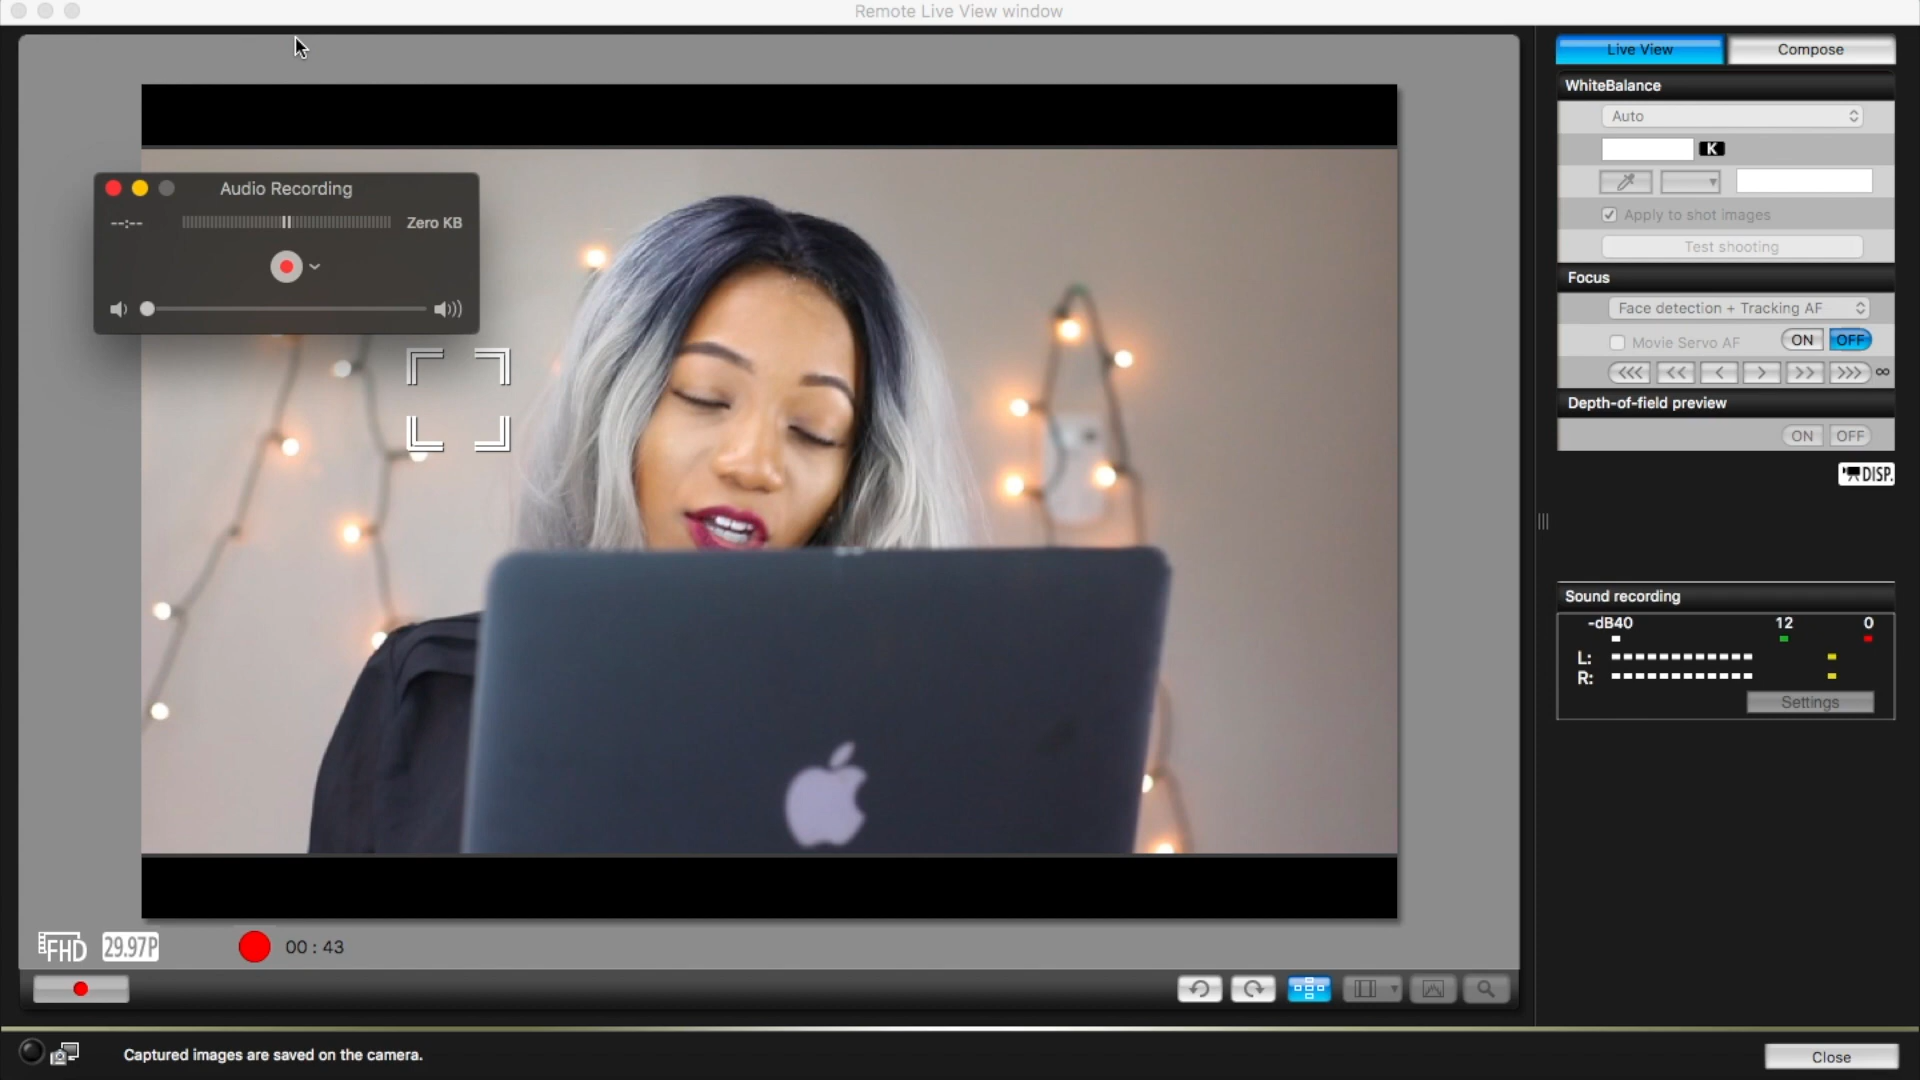 Remote Live View window
Live View
Compose
WhiteBalance
Auto
K
Apply to shot images
Test shooting
Focus
Face detection + Tracking AF
Movie Servo AF
ON
OFF
<<<
<<
<
>
>>
>>>
∞
Depth-of-field preview
ON
OFF
DISP.
Sound recording
-dB40
12
0
L:
R:
Settings
Audio Recording
--:--
Zero KB
FHD
29.97P
00 : 43
Captured images are saved on the camera.
Close